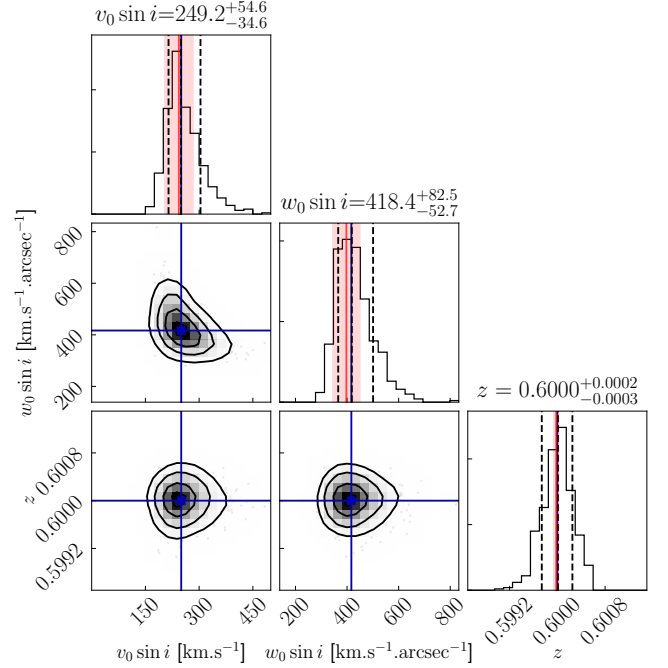 v₀ sin i=249.2+54.6−34.6
w₀ sin i=418.4+82.5−52.7
w₀ sin i [km.s⁻¹.arcsec⁻¹]
800
600
400
200
z = 0.6000+0.0002−0.0003
z
0.6008
0.6000
0.5992
150 300 450
200 400 600 800
0.5992 0.6000 0.6008
v₀ sin i [km.s⁻¹] w₀ sin i [km.s⁻¹.arcsec⁻¹] z